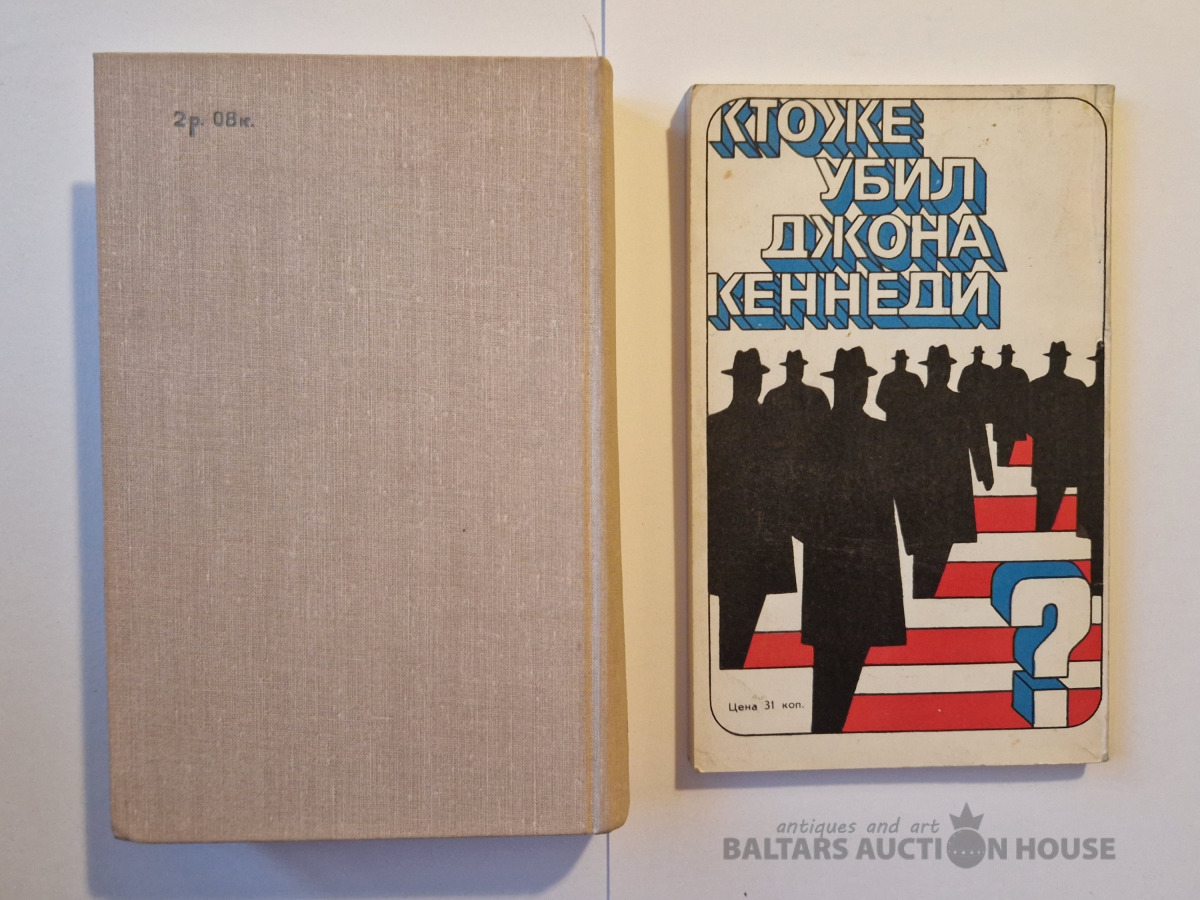 2р. 08к.
КТО ЖЕ
УБИЛ
ДЖОНА
КЕННЕДИ
?
Цена 31 коп.
antiques and art
BALTARS AUCTION HOUSE